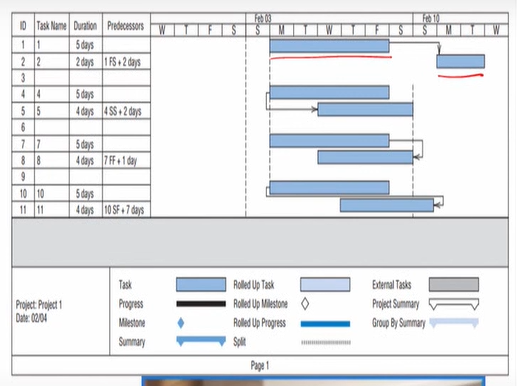 Feb 03 Feb 10
ID Task Name Duration Predecessors W T F S S M T W T F S S M T W
1 1 5 days
2 2 2 days 1 FS + 2 days
3
4 4 5 days
5 5 4 days 4 SS + 2 days
6
7 7 5 days
8 8 4 days 7 FF + 1 day
9
10 10 5 days
11 11 4 days 10 SF + 7 days
Task Rolled Up Task External Tasks
Progress Rolled Up Milestone Project Summary
Milestone Rolled Up Progress Group By Summary
Summary Split
Project: Project 1
Date: 02/04
Page 1